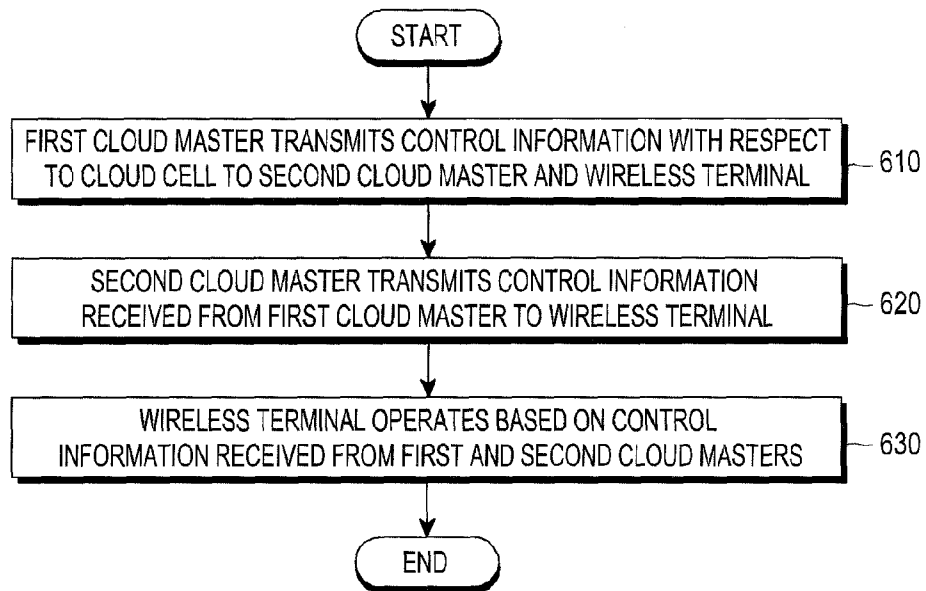 START
FIRST CLOUD MASTER TRANSMITS CONTROL INFORMATION WITH RESPECT
TO CLOUD CELL TO SECOND CLOUD MASTER AND WIRELESS TERMINAL
610
SECOND CLOUD MASTER TRANSMITS CONTROL INFORMATION
RECEIVED FROM FIRST CLOUD MASTER TO WIRELESS TERMINAL
620
WIRELESS TERMINAL OPERATES BASED ON CONTROL
INFORMATION RECEIVED FROM FIRST AND SECOND CLOUD MASTERS
630
END